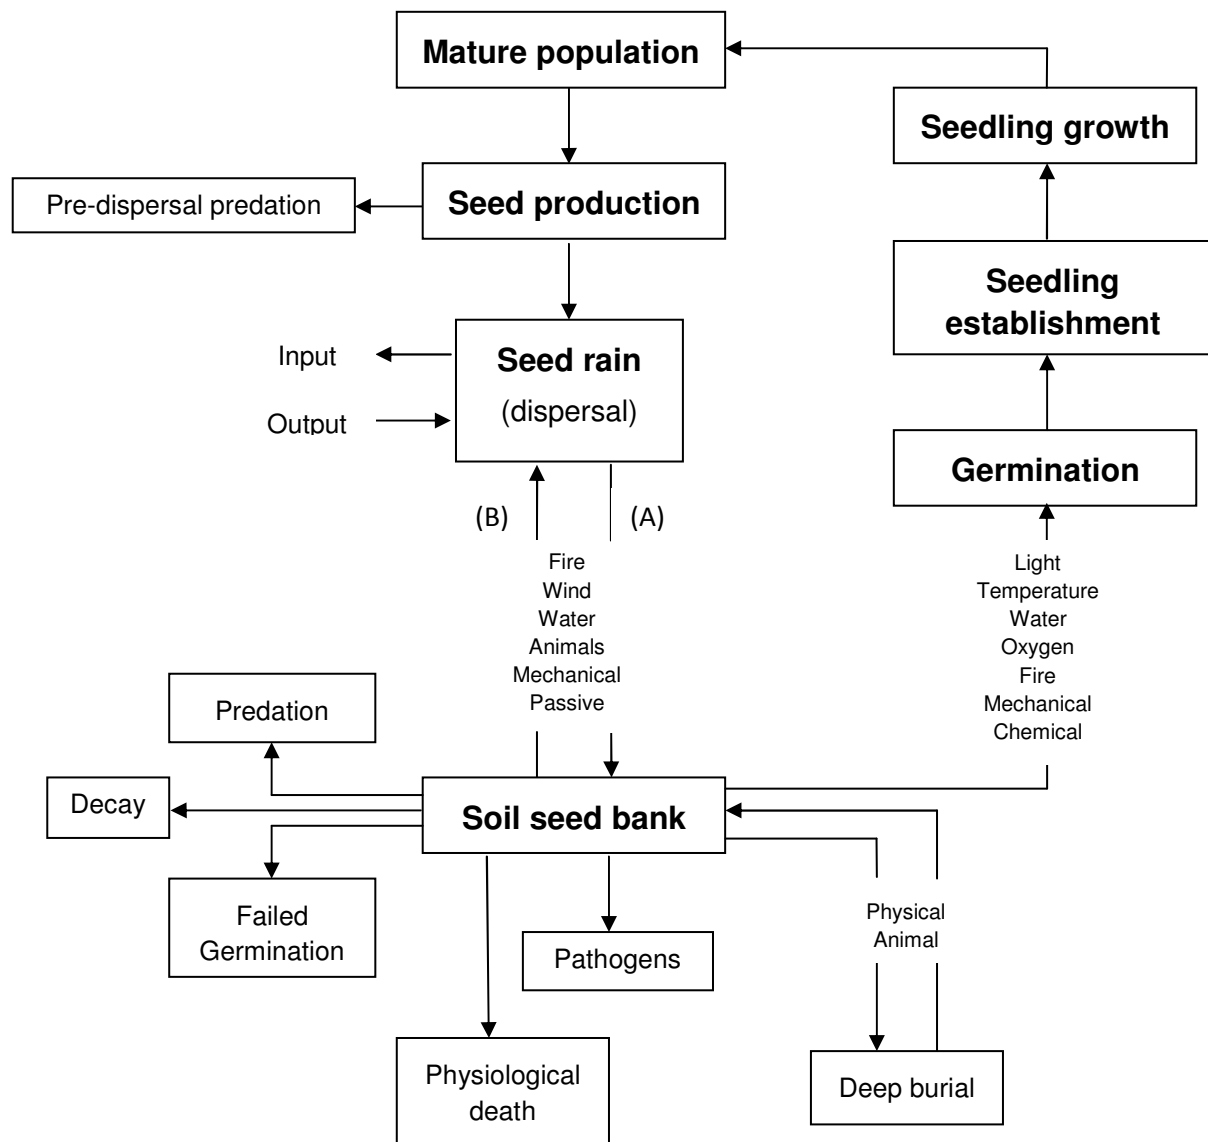 Mature population
Seedling growth
Pre-dispersal predation
Seed production
Seedling
establishment
Input
Output
Seed rain
(dispersal)
Germination
(B)
(A)
Fire
Wind
Water
Animals
Mechanical
Passive
Light
Temperature
Water
Oxygen
Fire
Mechanical
Chemical
Predation
Decay
Soil seed bank
Failed
Germination
Pathogens
Physical
Animal
Physiological
death
Deep burial